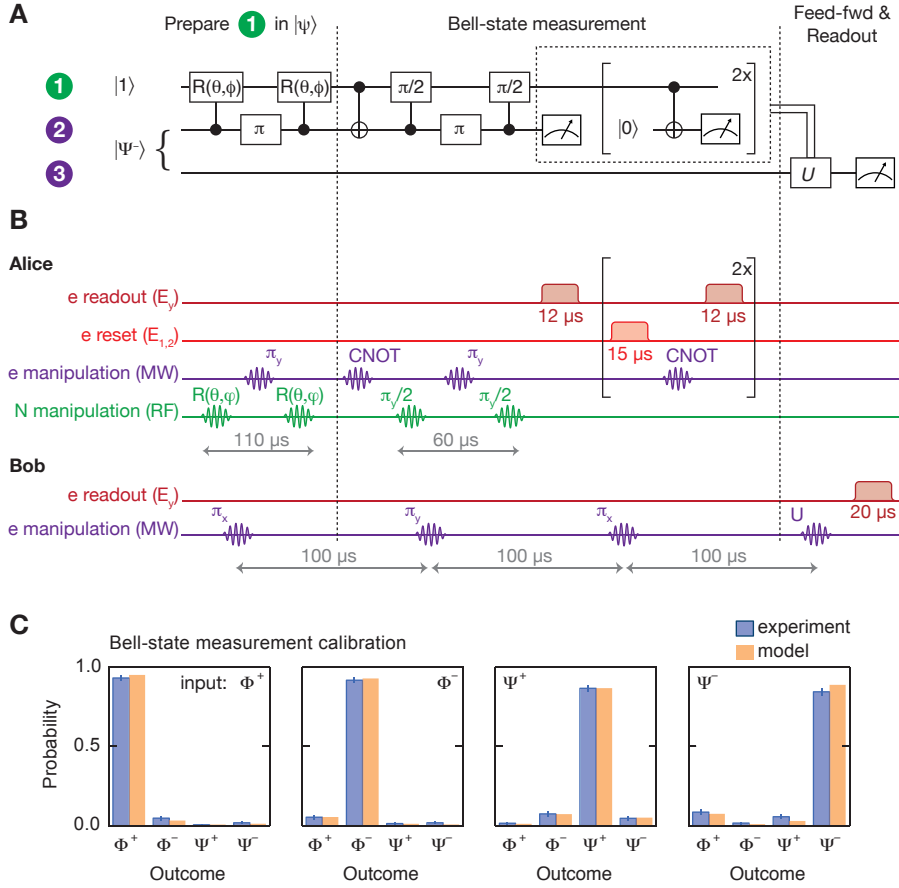 A
Prepare 1 in |ψ⟩
Bell-state measurement
Feed-fwd &
Readout
1 |1⟩ R(θ,ϕ) R(θ,ϕ) π/2 π/2 2x
2 π π |0⟩
|Ψ⁻⟩ {
3 U
B
Alice
2x
e readout (Ey)
12 µs 12 µs
e reset (E1,2)
15 µs
πy CNOT πy CNOT
e manipulation (MW)
R(θ,φ) R(θ,φ) πy/2 πy/2
N manipulation (RF)
110 µs 60 µs
Bob
e readout (Ey)
20 µs
πx πy πx U
e manipulation (MW)
100 µs 100 µs 100 µs
C
Bell-state measurement calibration
experiment
model
1.0 input: Φ⁺ Φ⁻ Ψ⁺ Ψ⁻
Probability
0.5
0.0
Φ⁺ Φ⁻ Ψ⁺ Ψ⁻ Φ⁺ Φ⁻ Ψ⁺ Ψ⁻ Φ⁺ Φ⁻ Ψ⁺ Ψ⁻ Φ⁺ Φ⁻ Ψ⁺ Ψ⁻
Outcome Outcome Outcome Outcome